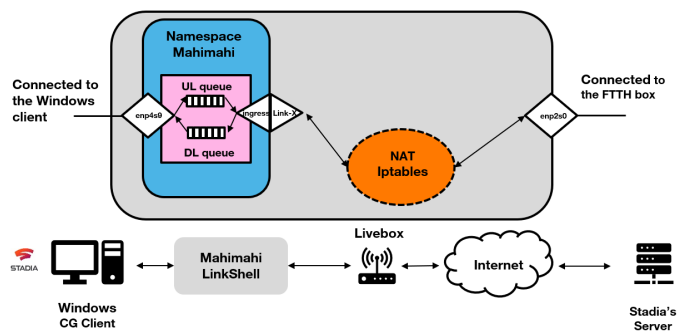 Namespace
Mahimahi
Connected to
the Windows
client
UL queue
enp4s0
ingress
Link-X
DL queue
NAT
Iptables
enp2s0
Connected to
the FTTH box
STADIA
Windows
CG Client
Mahimahi
LinkShell
Livebox
Internet
Stadia's
Server